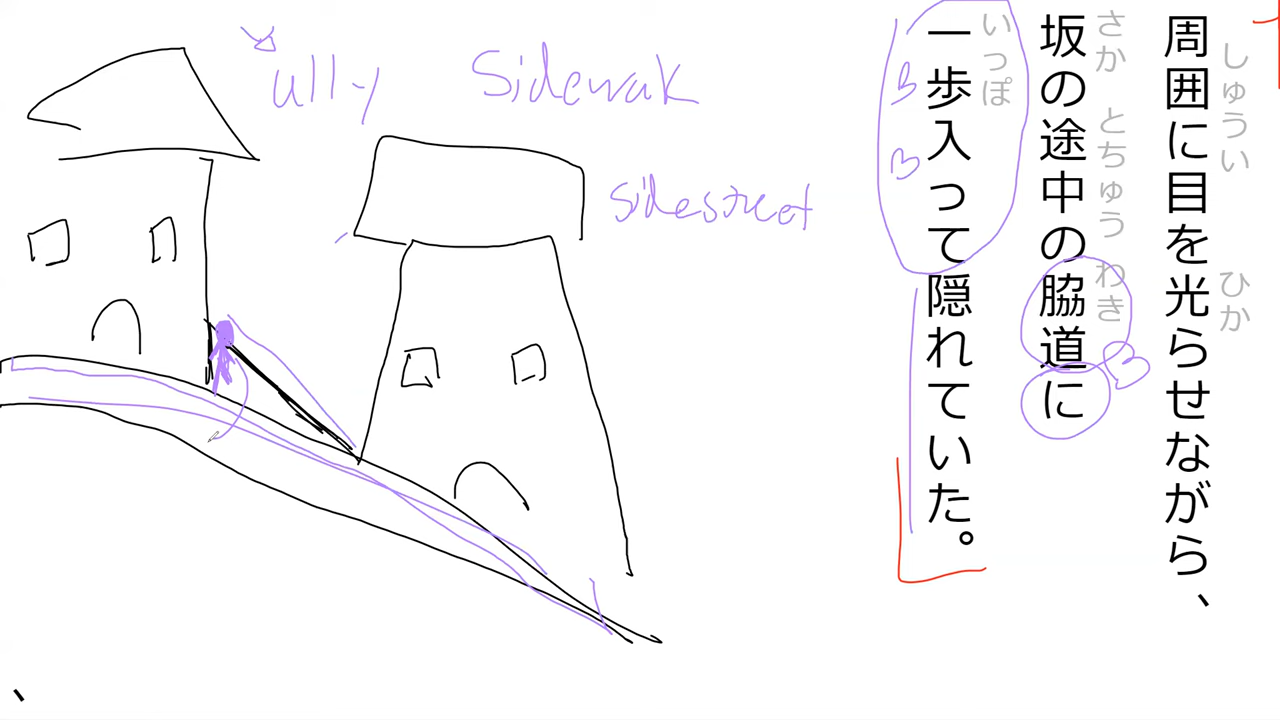 ully Sidewak
sidestreet
しゅうい ひか
周囲に目を光らせながら、
さか とちゅう わき
坂の途中の脇道に
いっぽ
一歩入って隠れていた。
B
B
B
、